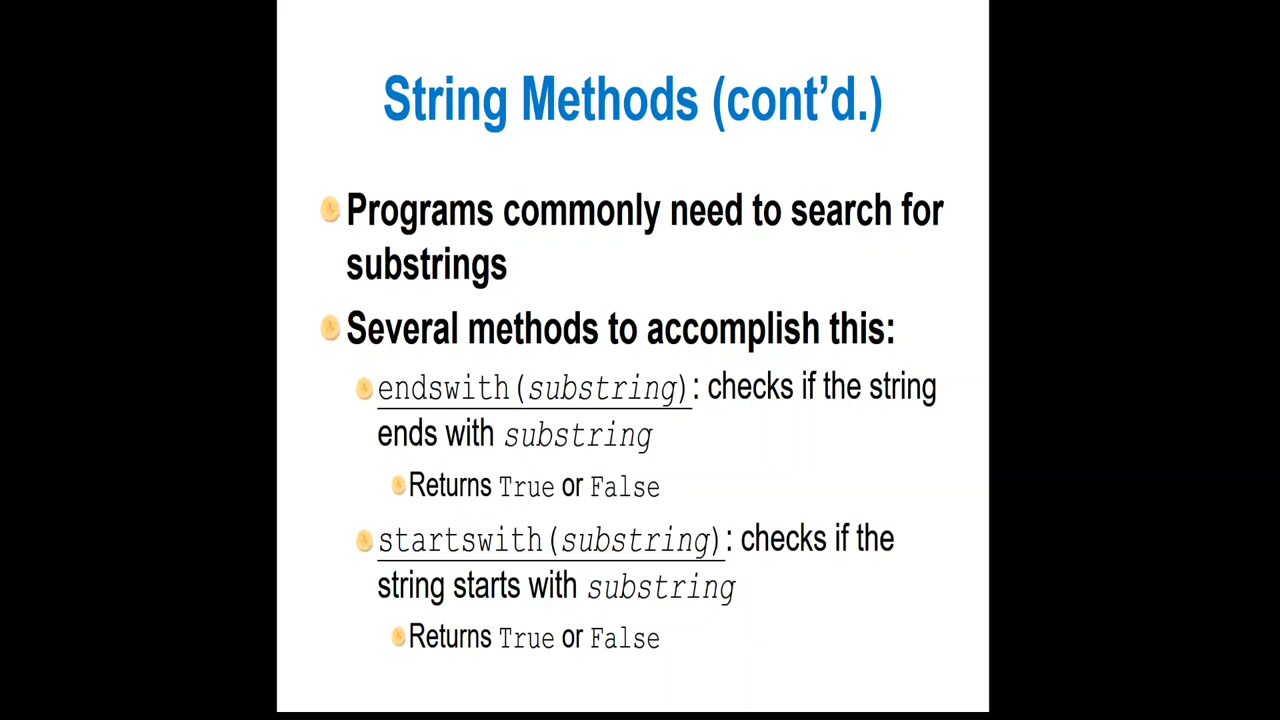 String Methods (cont’d.)
Programs commonly need to search for
substrings
Several methods to accomplish this:
endswith(substring): checks if the string
ends with substring
Returns True or False
startswith(substring): checks if the
string starts with substring
Returns True or False